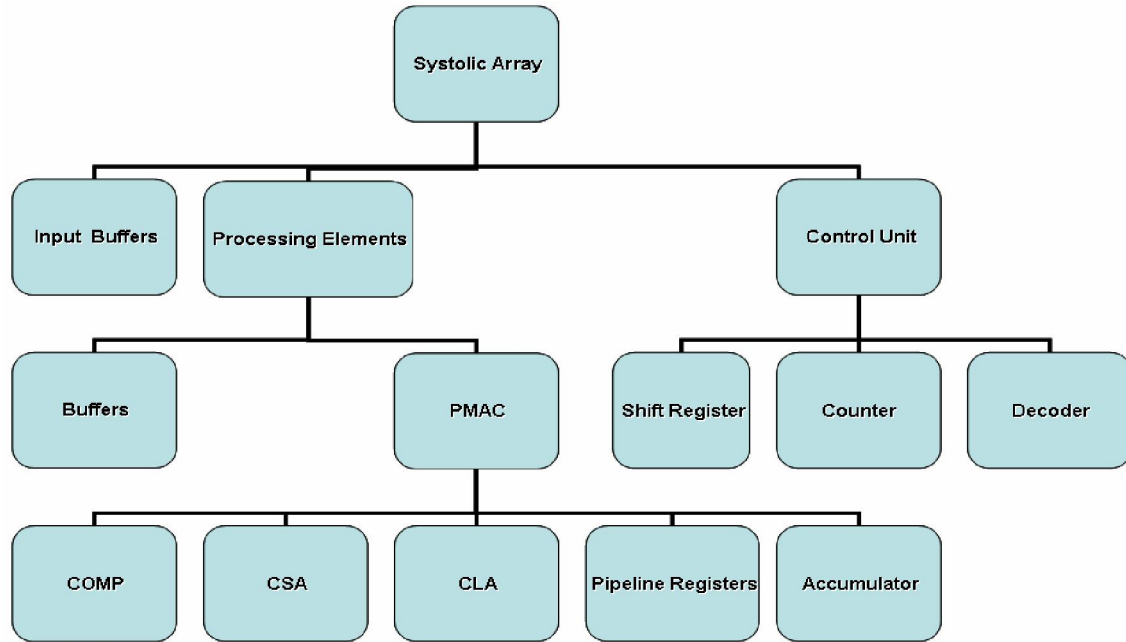 Systolic Array
Input Buffers
Processing Elements
Control Unit
Buffers
PMAC
Shift Register
Counter
Decoder
COMP
CSA
CLA
Pipeline Registers
Accumulator